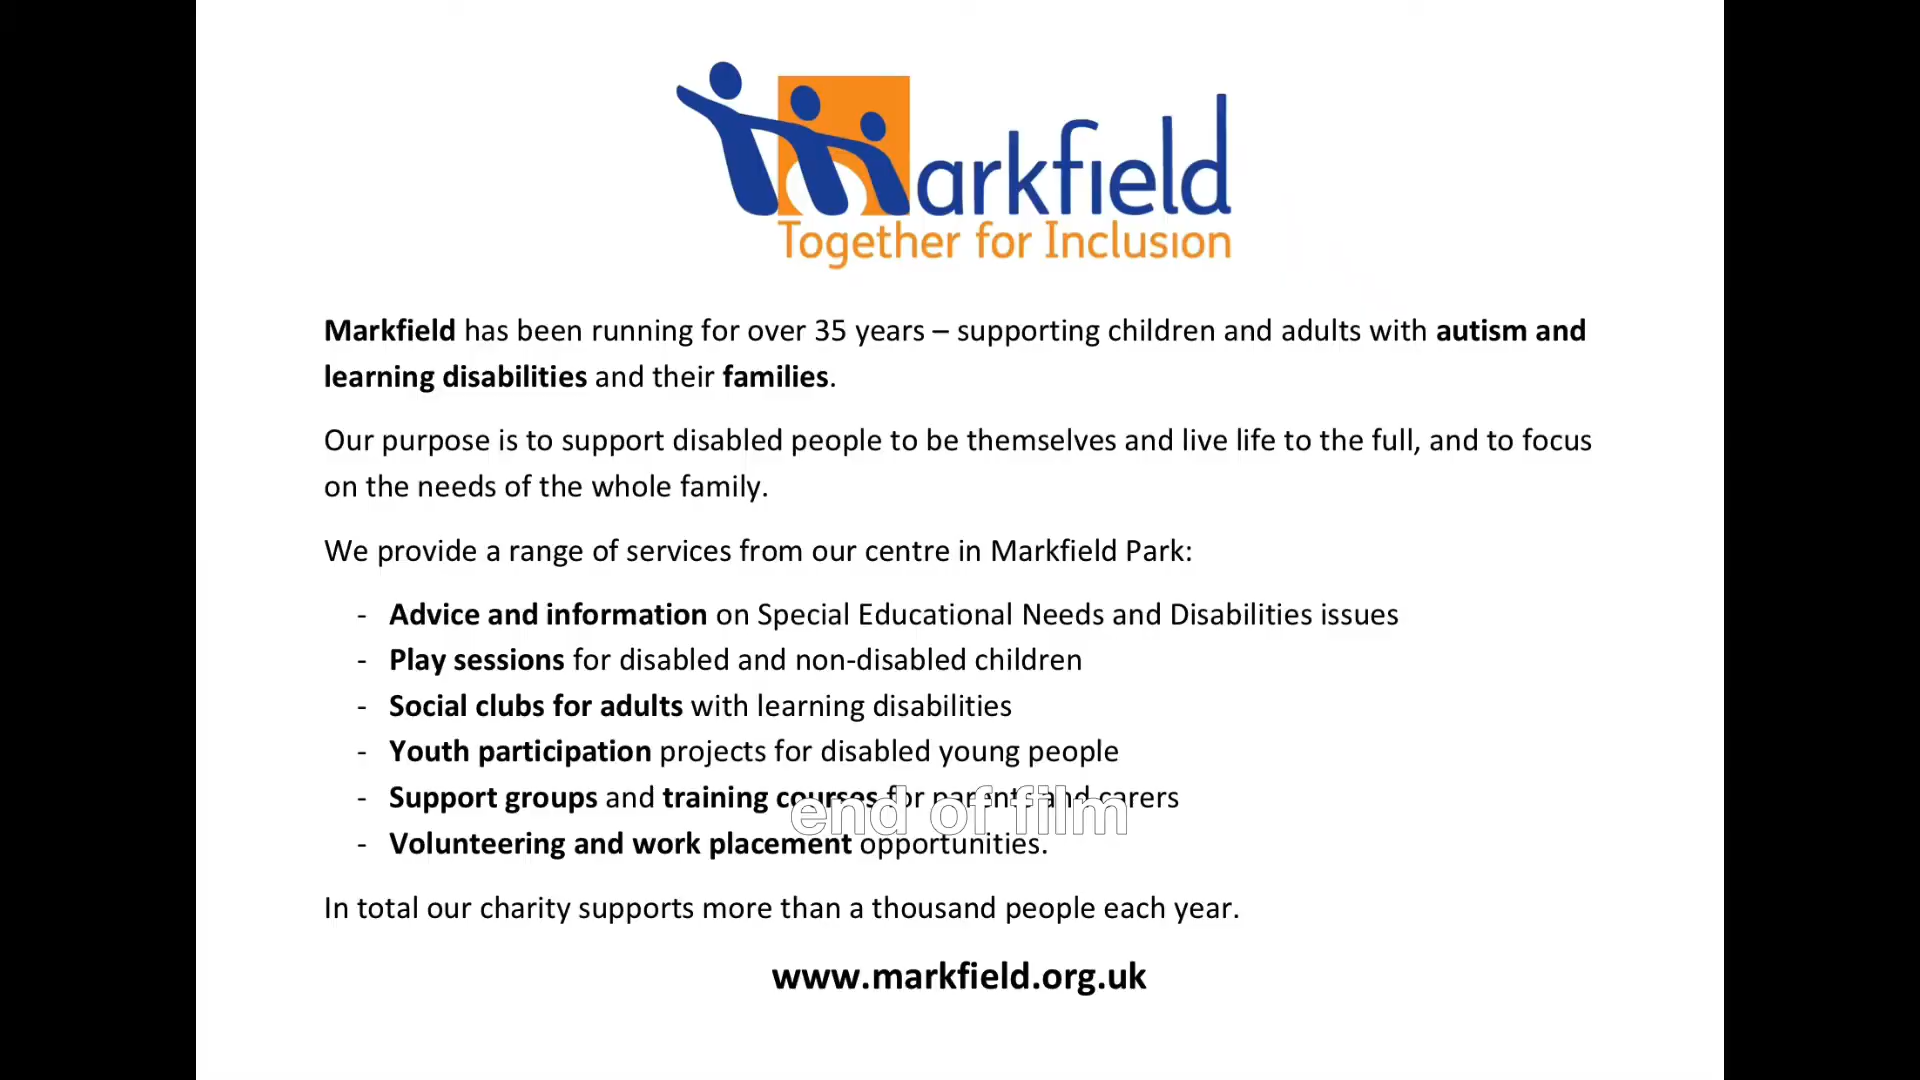 Markfield
Together for Inclusion
Markfield has been running for over 35 years – supporting children and adults with autism and
learning disabilities and their families.
Our purpose is to support disabled people to be themselves and live life to the full, and to focus
on the needs of the whole family.
We provide a range of services from our centre in Markfield Park:
- Advice and information on Special Educational Needs and Disabilities issues
- Play sessions for disabled and non-disabled children
- Social clubs for adults with learning disabilities
- Youth participation projects for disabled young people
- Support groups and training courses for parents and carers
end of film
- Volunteering and work placement opportunities.
In total our charity supports more than a thousand people each year.
www.markfield.org.uk